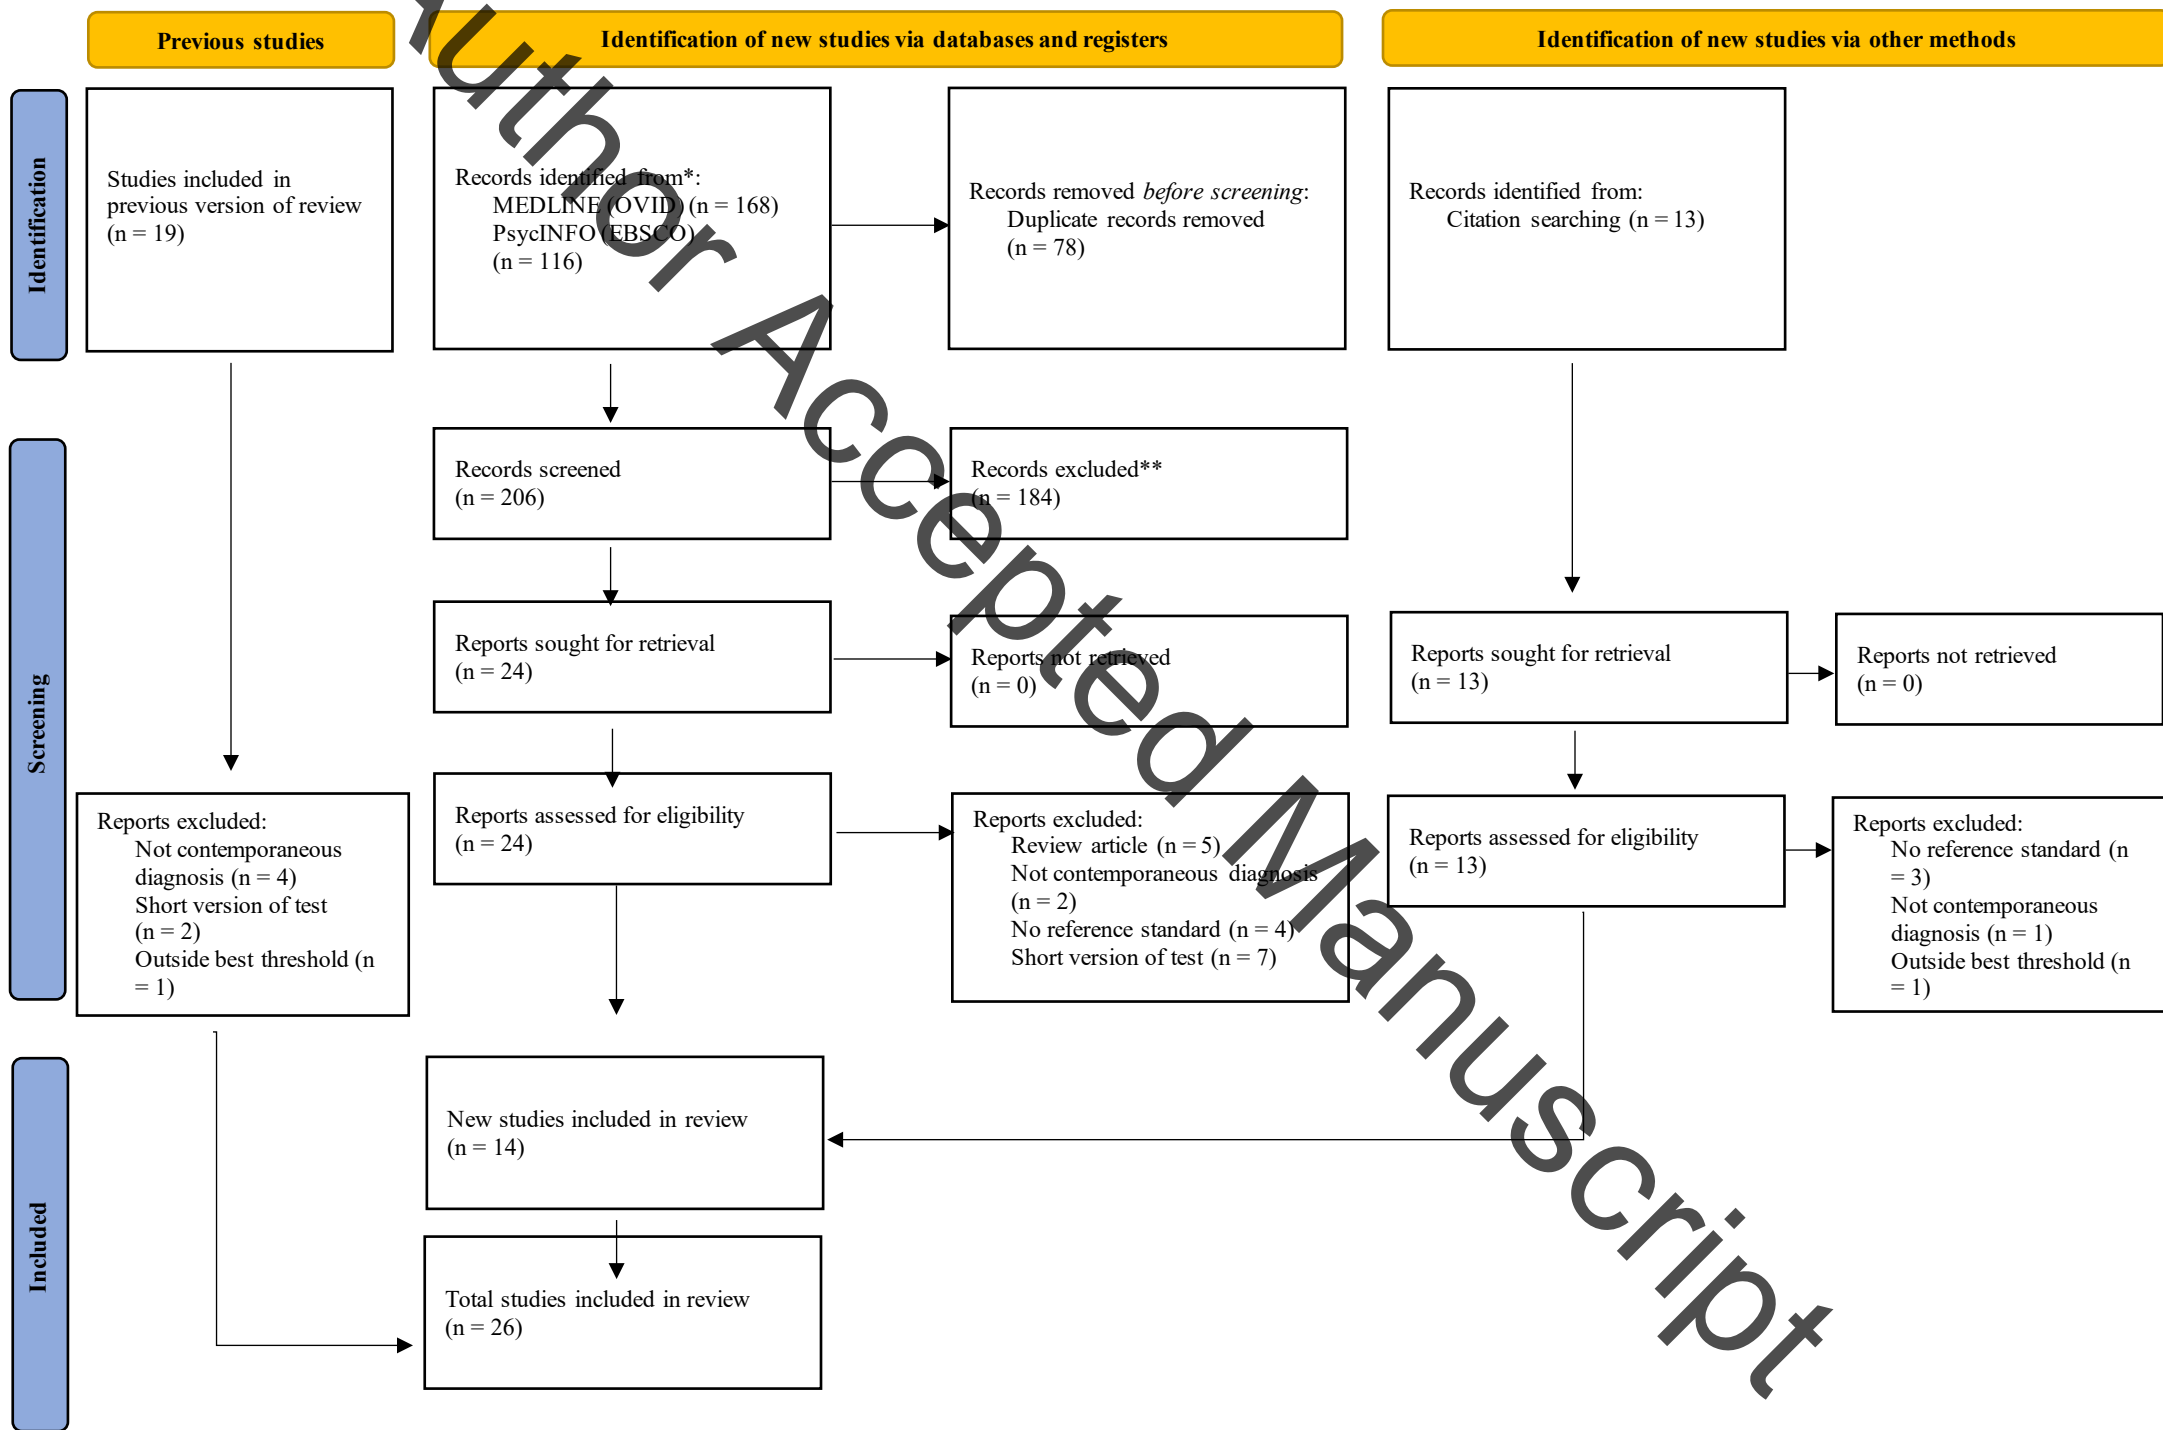 Previous studies
Identification of new studies via databases and registers
Identification of new studies via other methods
Identification
Studies included in
previous version of review
(n = 19)
Records identified from*:
MEDLINE (OVID) (n = 168)
PsycINFO (EBSCO)
(n = 116)
Records removed before screening:
Duplicate records removed
(n = 78)
Records identified from:
Citation searching (n = 13)
Screening
Records screened
(n = 206)
Records excluded**
(n = 184)
Reports sought for retrieval
(n = 24)
Reports not retrieved
(n = 0)
Reports sought for retrieval
(n = 13)
Reports not retrieved
(n = 0)
Reports excluded:
Not contemporaneous
diagnosis (n = 4)
Short version of test
(n = 2)
Outside best threshold (n
= 1)
Reports assessed for eligibility
(n = 24)
Reports excluded:
Review article (n = 5)
Not contemporaneous diagnosis
(n = 2)
No reference standard (n = 4)
Short version of test (n = 7)
Reports assessed for eligibility
(n = 13)
Reports excluded:
No reference standard (n
= 3)
Not contemporaneous
diagnosis (n = 1)
Outside best threshold (n
= 1)
Included
New studies included in review
(n = 14)
Total studies included in review
(n = 26)
Author Accepted Manuscript